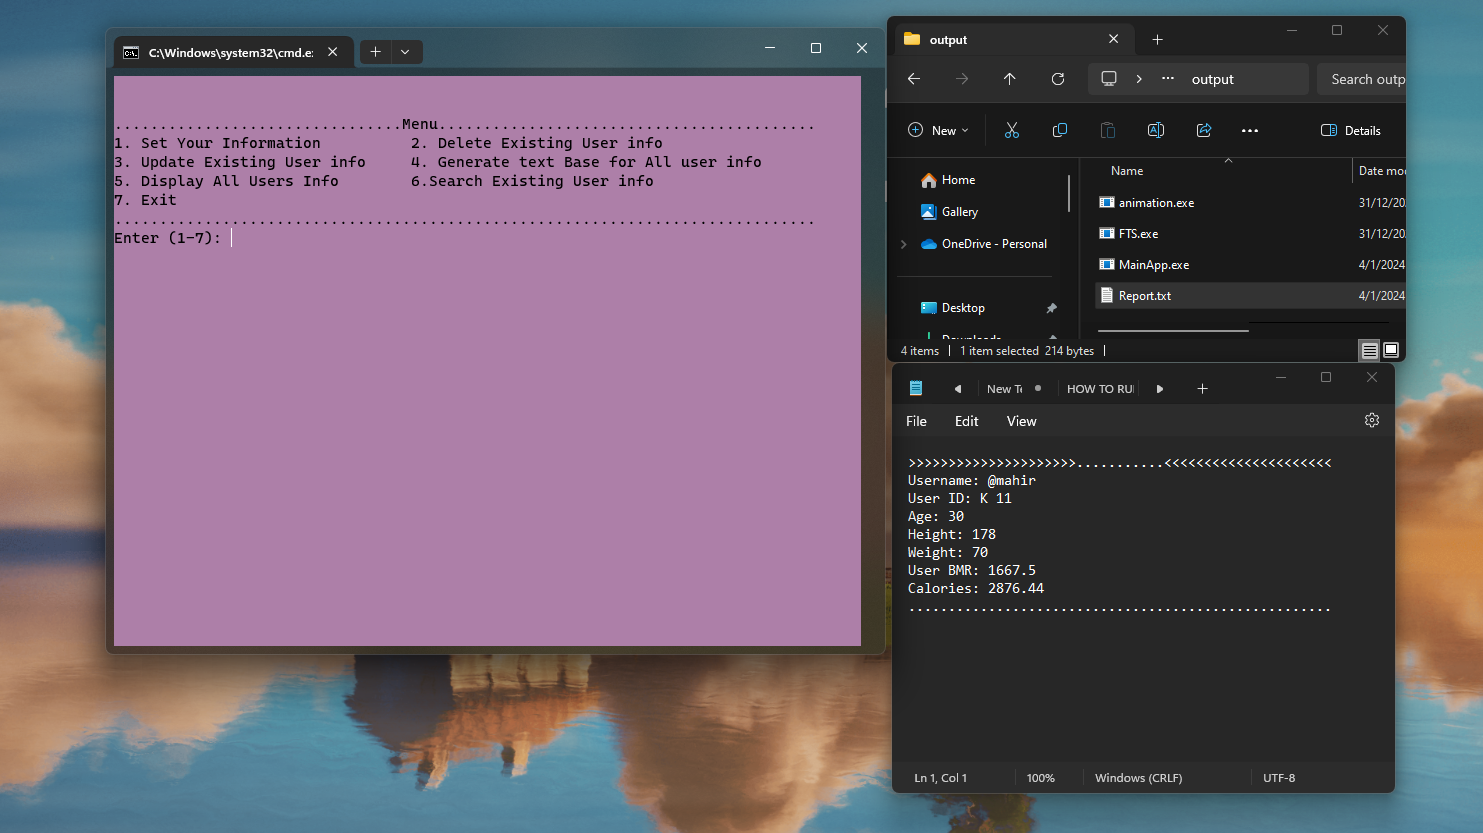 C:\Windows\system32\cmd.e
................................Menu..........................................
1. Set Your Information 2. Delete Existing User info
3. Update Existing User info 4. Generate text Base for All user info
5. Display All Users Info 6.Search Existing User info
7. Exit
..............................................................................
Enter (1-7):
output
output
Search outp
New
Details
Home
Gallery
OneDrive - Personal
Desktop
Downloads
Name Date mo
animation.exe 31/12/20
FTS.exe 31/12/20
MainApp.exe 4/1/2024
Report.txt 4/1/2024
4 items 1 item selected 214 bytes
New Te HOW TO RU
File Edit View
>>>>>>>>>>>>>>>>>>>>>...........<<<<<<<<<<<<<<<<<<<<<
Username: @mahir
User ID: K 11
Age: 30
Height: 178
Weight: 70
User BMR: 1667.5
Calories: 2876.44
.....................................................
Ln 1, Col 1 100% Windows (CRLF) UTF-8